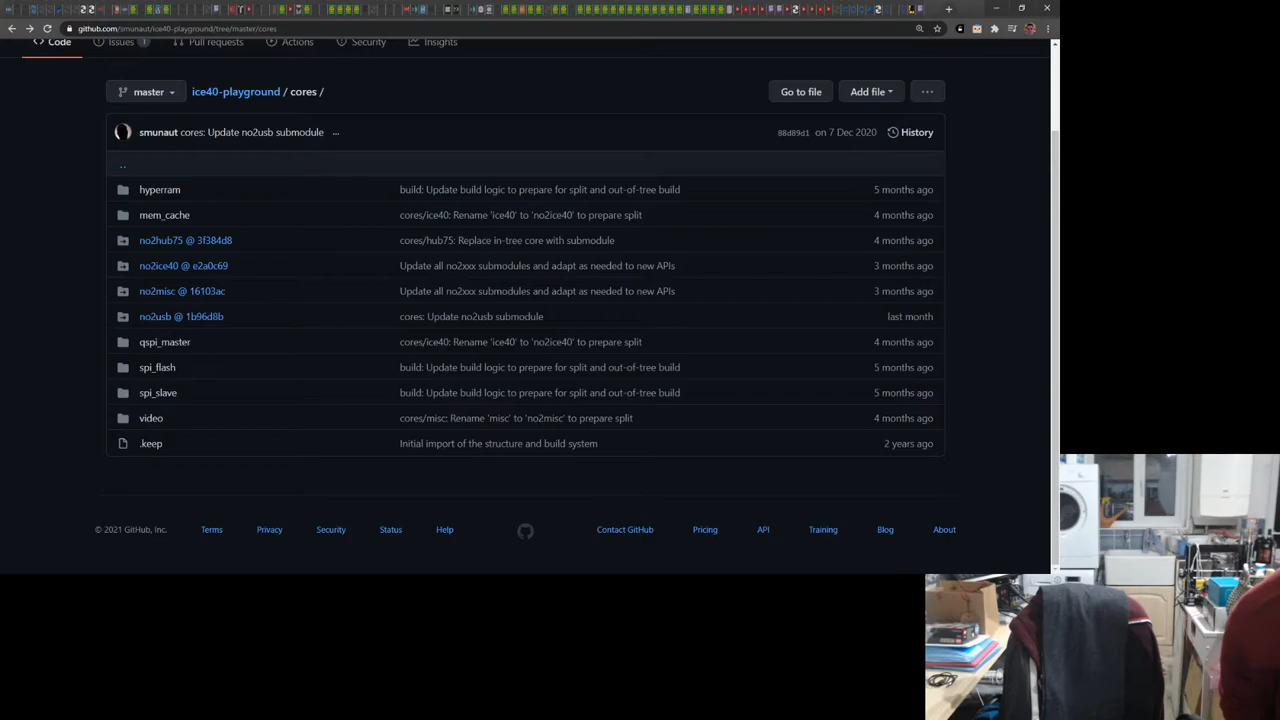 github.com/smunaut/ice40-playground/tree/master/cores
Code
Issues 1
Pull requests
Actions
Security
Insights
master
ice40-playground / cores /
Go to file
Add file
smunaut cores: Update no2usb submodule ...
88d89d1 on 7 Dec 2020
History
..
hyperram build: Update build logic to prepare for split and out-of-tree build 5 months ago
mem_cache cores/ice40: Rename 'ice40' to 'no2ice40' to prepare split 4 months ago
no2hub75 @ 3f384d8 cores/hub75: Replace in-tree core with submodule 4 months ago
no2ice40 @ e2a0c69 Update all no2xxx submodules and adapt as needed to new APIs 3 months ago
no2misc @ 16103ac Update all no2xxx submodules and adapt as needed to new APIs 3 months ago
no2usb @ 1b96d8b cores: Update no2usb submodule last month
qspi_master cores/ice40: Rename 'ice40' to 'no2ice40' to prepare split 4 months ago
spi_flash build: Update build logic to prepare for split and out-of-tree build 5 months ago
spi_slave build: Update build logic to prepare for split and out-of-tree build 5 months ago
video cores/misc: Rename 'misc' to 'no2misc' to prepare split 4 months ago
.keep Initial import of the structure and build system 2 years ago
© 2021 GitHub, Inc. Terms Privacy Security Status Help Contact GitHub Pricing API Training Blog About